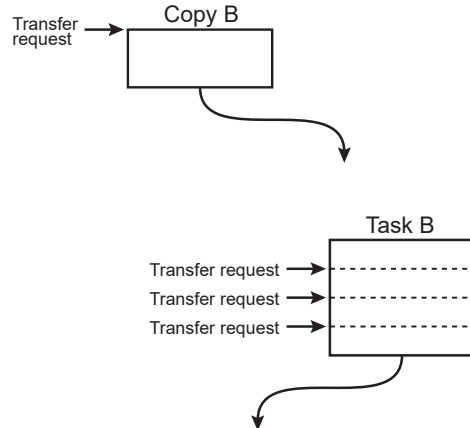 Copy B
Transfer
request
Task B
Transfer request
Transfer request
Transfer request